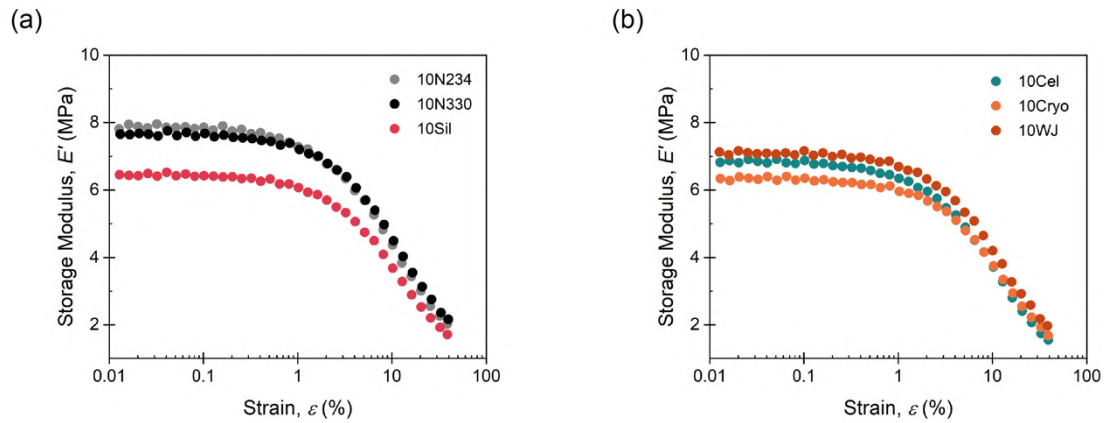 (a)
10
8
6
4
2
0.01
0.1
1
10
100
Storage Modulus, E′ (MPa)
Strain, ε (%)
10N234
10N330
10Sil
(b)
10
8
6
4
2
0.01
0.1
1
10
100
Storage Modulus, E′ (MPa)
Strain, ε (%)
10Cel
10Cryo
10WJ